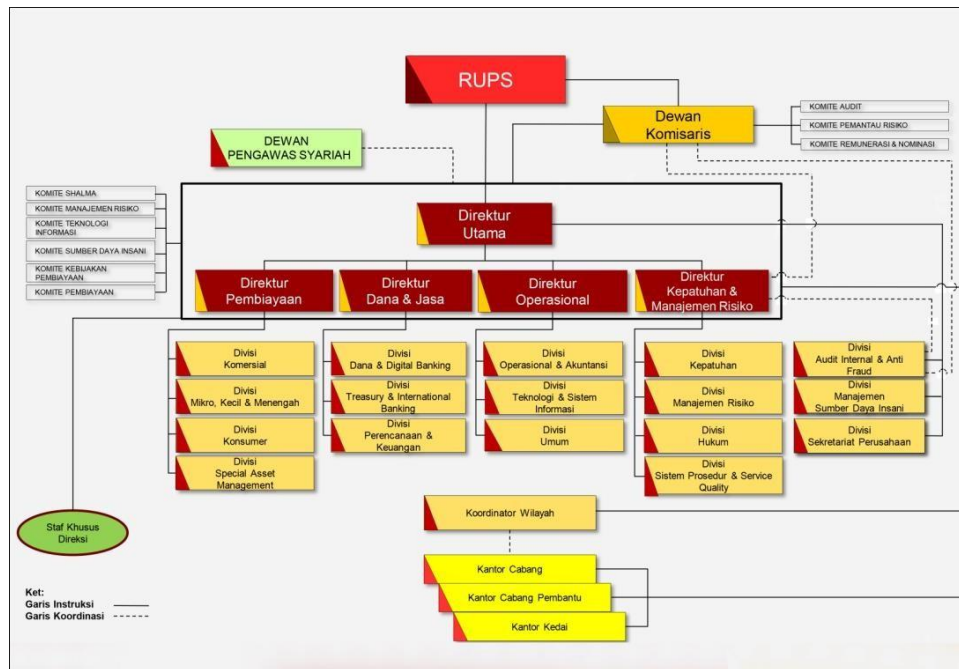 RUPS
Dewan
Komisaris
KOMITE AUDIT
KOMITE PEMANTAU RISIKO
KOMITE REMUNERASI & NOMINASI
DEWAN
PENGAWAS SYARIAH
KOMITE SHALMA
KOMITE MANAJEMEN RISIKO
KOMITE TEKNOLOGI
INFORMASI
KOMITE SUMBER DAYA INSANI
KOMITE KEBIJAKAN
PEMBIAYAAN
KOMITE PEMBIAYAAN
Direktur
Utama
Direktur
Pembiayaan
Direktur
Dana & Jasa
Direktur
Operasional
Direktur
Kepatuhan &
Manajemen Risiko
Divisi
Komersial
Divisi
Mikro, Kecil & Menengah
Divisi
Konsumer
Divisi
Special Asset
Management
Divisi
Dana & Digital Banking
Divisi
Treasury & International
Banking
Divisi
Perencanaan &
Keuangan
Divisi
Operasional & Akuntansi
Divisi
Teknologi & Sistem
Informasi
Divisi
Umum
Divisi
Kepatuhan
Divisi
Manajemen Risiko
Divisi
Hukum
Divisi
Sistem Prosedur & Service
Quality
Divisi
Audit Internal & Anti
Fraud
Divisi
Manajemen
Sumber Daya Insani
Divisi
Sekretariat Perusahaan
Staf Khusus
Direksi
Koordinator Wilayah
Kantor Cabang
Kantor Cabang Pembantu
Kantor Kedai
Ket:
Garis Instruksi
Garis Koordinasi